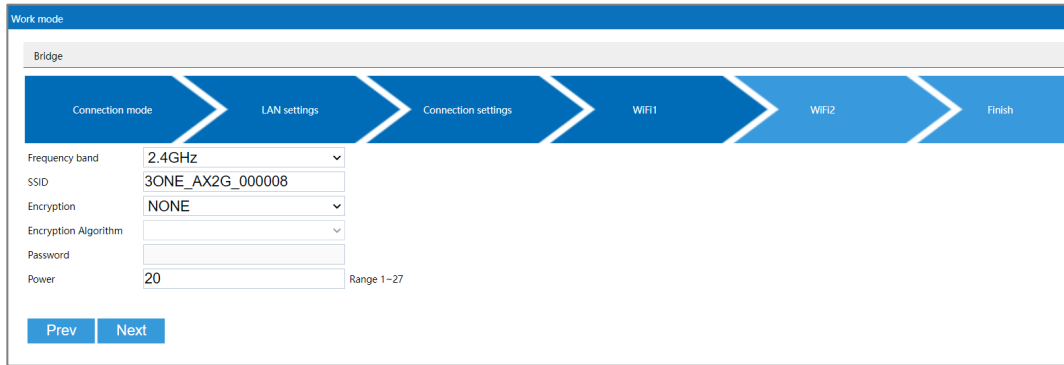 Work mode
Bridge
Connection mode LAN settings Connection settings WiFi1 WiFi2 Finish
Frequency band 2.4GHz
SSID 3ONE_AX2G_000008
Encryption NONE
Encryption Algorithm
Password
Power 20 Range 1~27
Prev Next